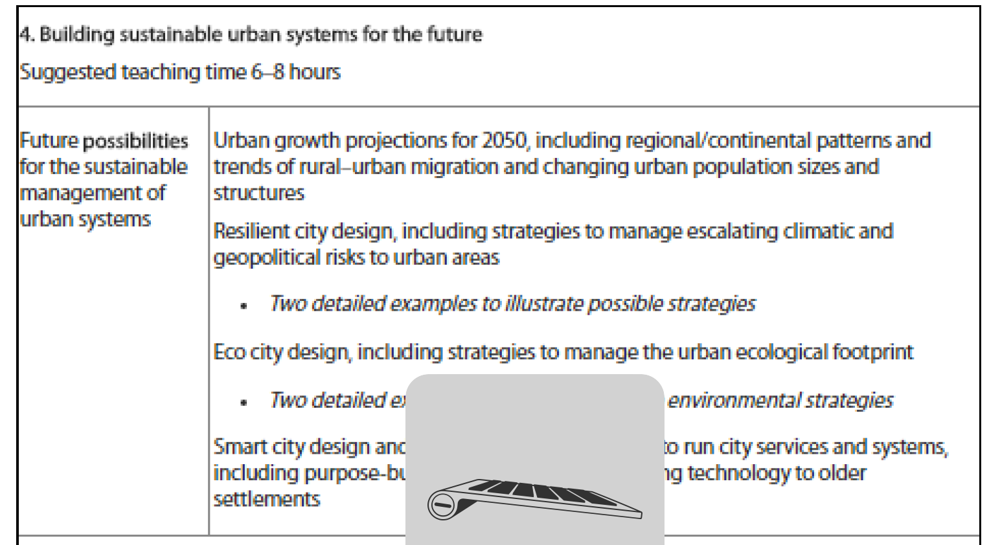 4. Building sustainable urban systems for the future
Suggested teaching time 6–8 hours
Future possibilities
for the sustainable
management of
urban systems
Urban growth projections for 2050, including regional/continental patterns and
trends of rural–urban migration and changing urban population sizes and
structures
Resilient city design, including strategies to manage escalating climatic and
geopolitical risks to urban areas
• Two detailed examples to illustrate possible strategies
Eco city design, including strategies to manage the urban ecological footprint
• Two detailed environmental strategies
Smart city design to run city services and systems,
including technology to older
settlements